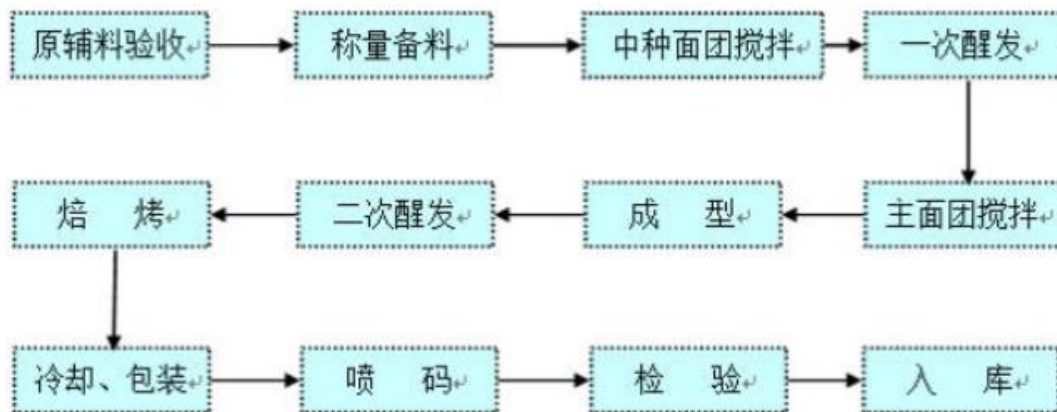 原辅料验收
称量备料
中种面团搅拌
一次醒发
主面团搅拌
成 型
二次醒发
焙 烤
冷却、包装
喷 码
检 验
入 库